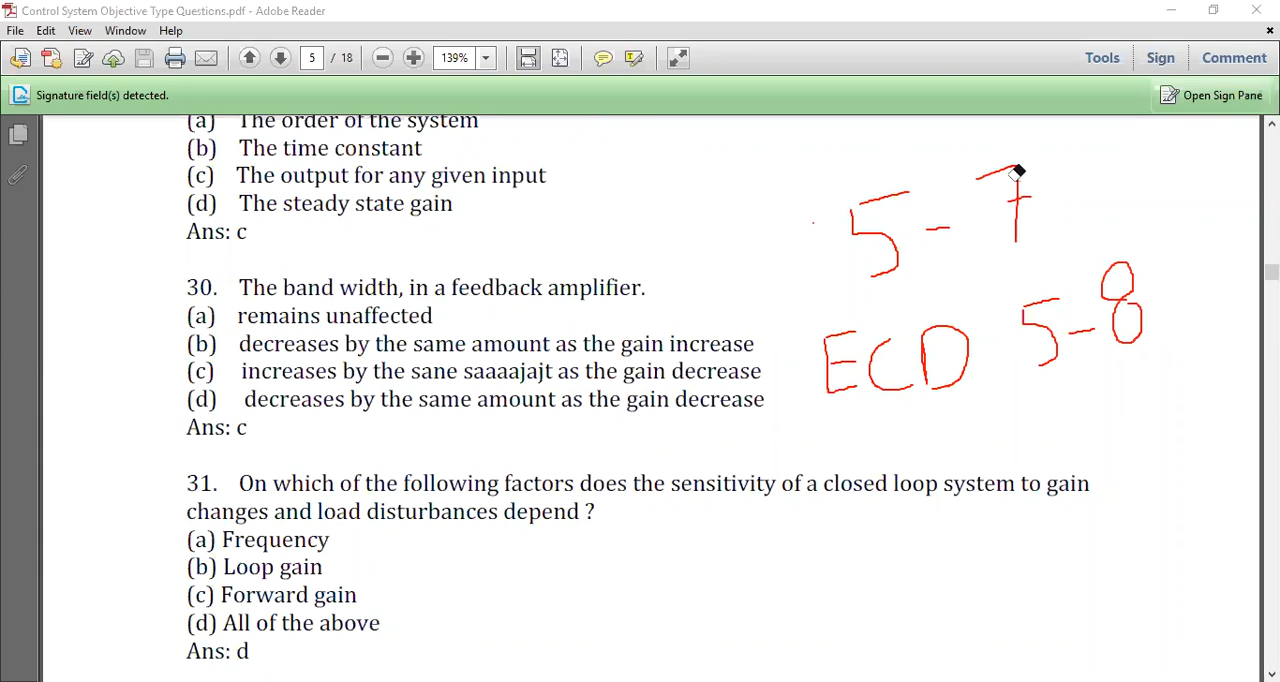 Control System Objective Type Questions.pdf - Adobe Reader
File Edit View Window Help
5 / 18 139% Tools Sign Comment
Signature field(s) detected. Open Sign Pane
(a) The order of the system
(b) The time constant
(c) The output for any given input
(d) The steady state gain
Ans: c
5 - 7
30. The band width, in a feedback amplifier.
(a) remains unaffected
(b) decreases by the same amount as the gain increase
(c) increases by the sane saaajajt as the gain decrease
(d) decreases by the same amount as the gain decrease
Ans: c
5 - 8
ECD
31. On which of the following factors does the sensitivity of a closed loop system to gain
changes and load disturbances depend ?
(a) Frequency
(b) Loop gain
(c) Forward gain
(d) All of the above
Ans: d